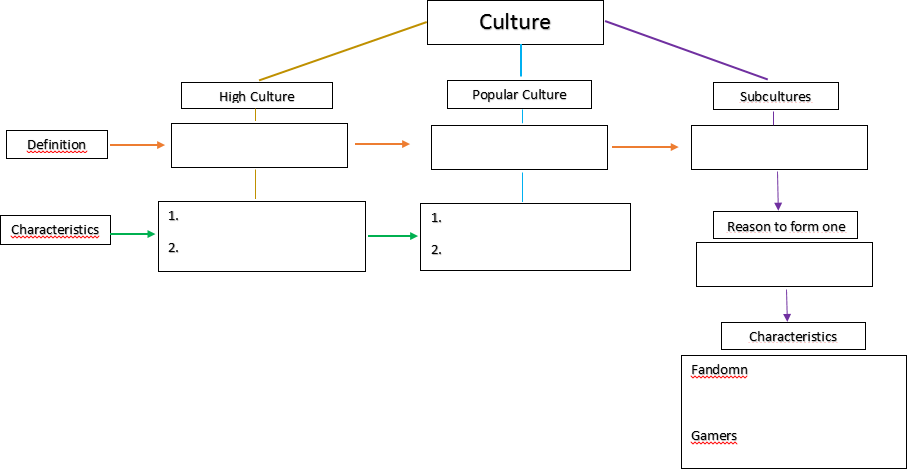 Culture
High Culture
Popular Culture
Subcultures
Definition
Characteristics
1.
2.
1.
2.
Reason to form one
Characteristics
Fandomn
Gamers